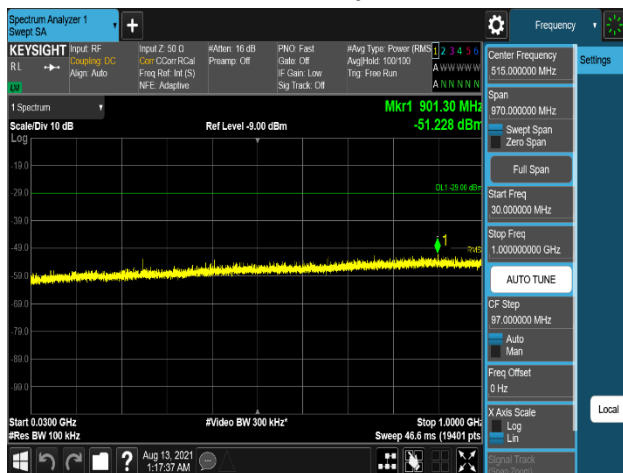 Spectrum Analyzer 1
Swept SA
Frequency
KEYSIGHT
Input: RF
Coupling: DC
Align: Auto
Input Z: 50 Ω
Corr CCorr RCal
Freq Ref: Int (S)
NFE: Adaptive
#Atten: 16 dB
Preamp: Off
PNO: Fast
Gate: Off
IF Gain: Low
Sig Track: Off
#Avg Type: Power (RMS
Avg|Hold: 100/100
Trig: Free Run
1 2 3 4 5 6
A W W W W W
A N N N N N
R L
1 Spectrum
Mkr1 901.30 MHz
Scale/Div 10 dB
Ref Level -9.00 dBm
-51.228 dBm
Log
-19.0
DL1 -29.00 dBm
-29.0
-39.0
1
-49.0
RMS
-59.0
-69.0
-79.0
-89.0
-99.0
Start 0.0300 GHz
#Video BW 300 kHz*
Stop 1.0000 GHz
#Res BW 100 kHz
Sweep 46.6 ms (19401 pts
?
Aug 13, 2021
1:17:37 AM
Center Frequency
515.000000 MHz
Settings
Span
970.000000 MHz
Swept Span
Zero Span
Full Span
Start Freq
30.000000 MHz
Stop Freq
1.000000000 GHz
AUTO TUNE
CF Step
97.000000 MHz
Auto
Man
Freq Offset
0 Hz
X Axis Scale
Log
Lin
Local
Signal Track
(Span Zoom)